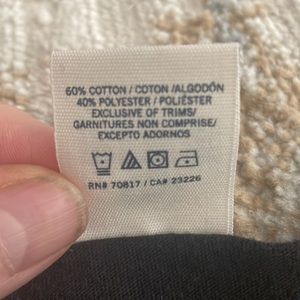 60% COTTON / COTON /ALGODÓN
40% POLYESTER / POLIÉSTER
EXCLUSIVE OF TRIMS/
GARNITURES NON COMPRISE/
EXCEPTO ADORNOS
RN# 70817 / CA# 23226